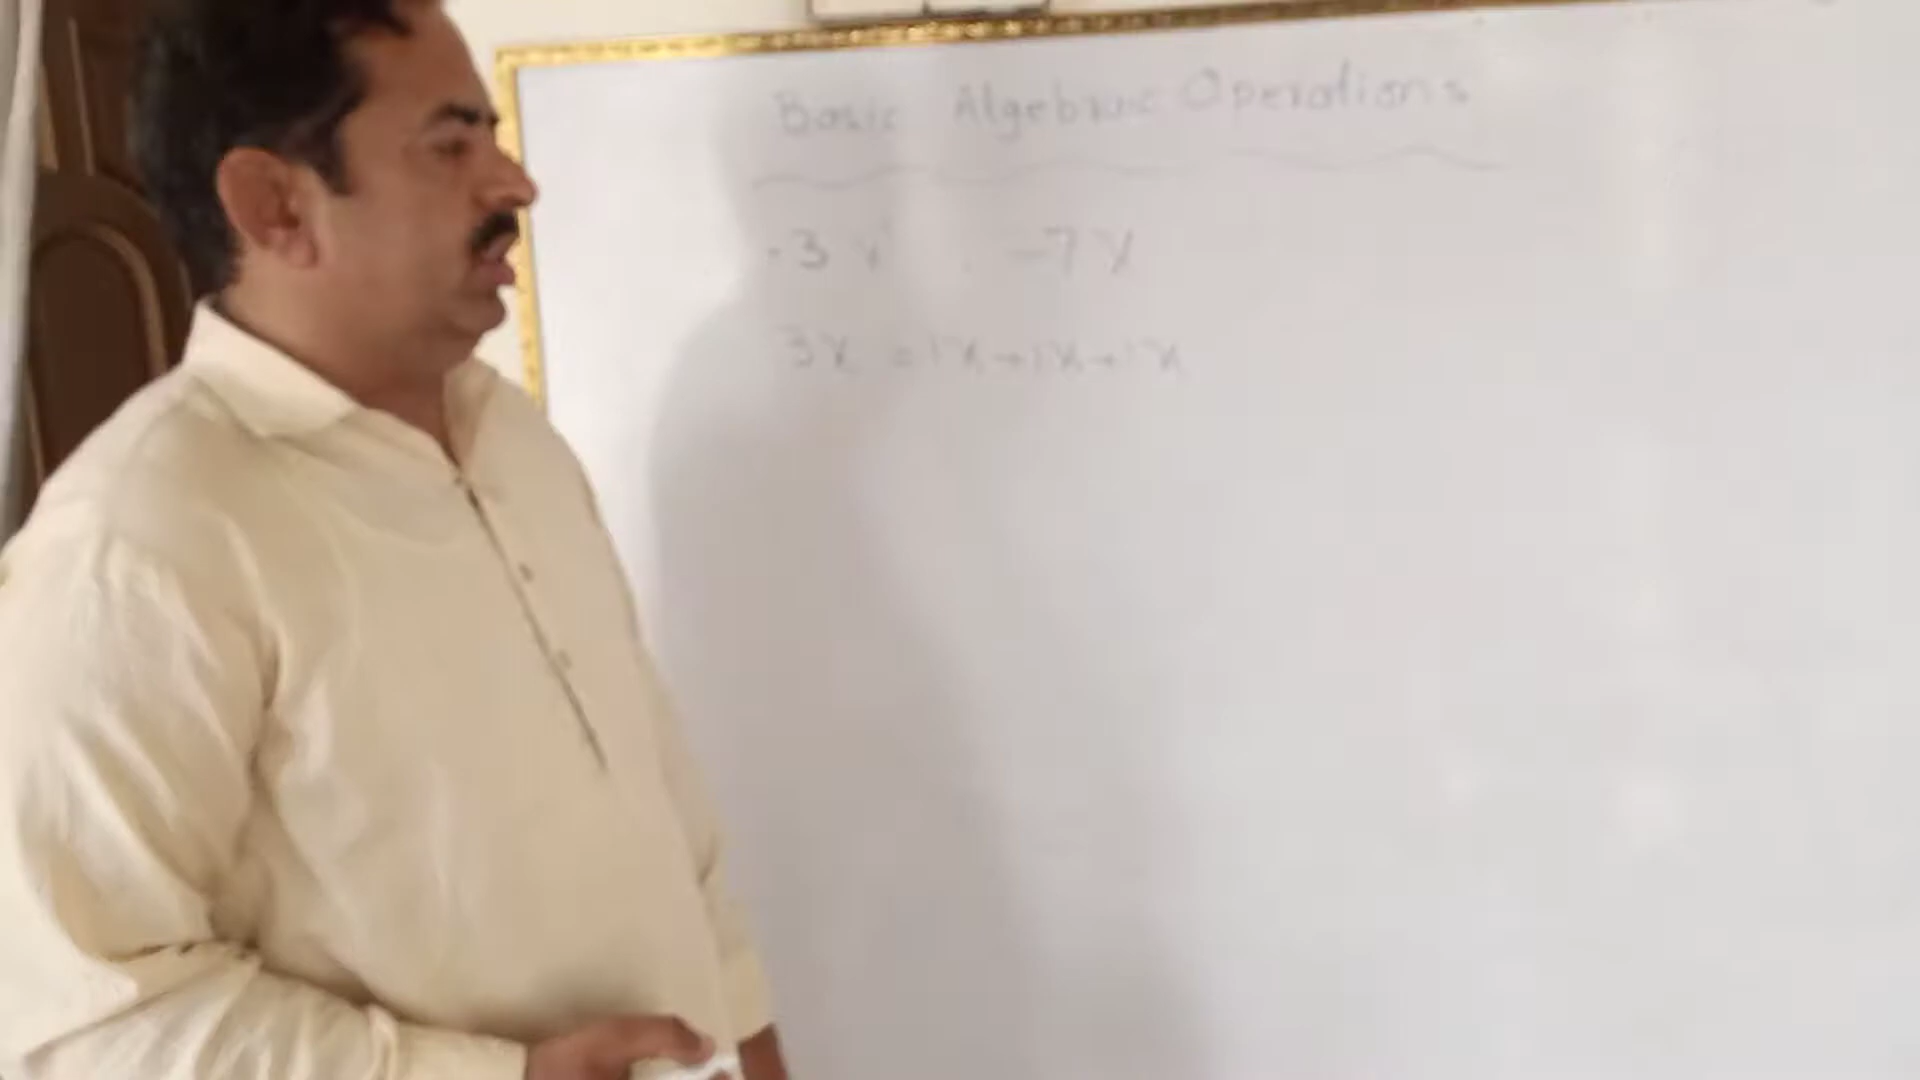 Basic Algebraic Operations
3x , -7x
3x = 1x + 1x + 1x